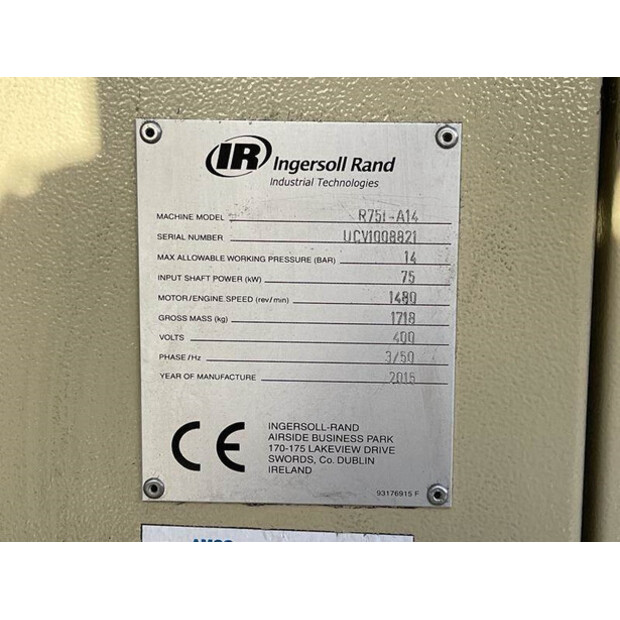 IR Ingersoll Rand
Industrial Technologies
MACHINE MODEL R75I-A14
SERIAL NUMBER UCV1008821
MAX ALLOWABLE WORKING PRESSURE (BAR) 14
INPUT SHAFT POWER (kW) 75
MOTOR/ENGINE SPEED (rev/min) 1480
GROSS MASS (kg) 1718
VOLTS 400
PHASE/Hz 3/50
YEAR OF MANUFACTURE 2015
CE
INGERSOLL-RAND
AIRSIDE BUSINESS PARK
170-175 LAKEVIEW DRIVE
SWORDS, Co. DUBLIN
IRELAND
93176915 F